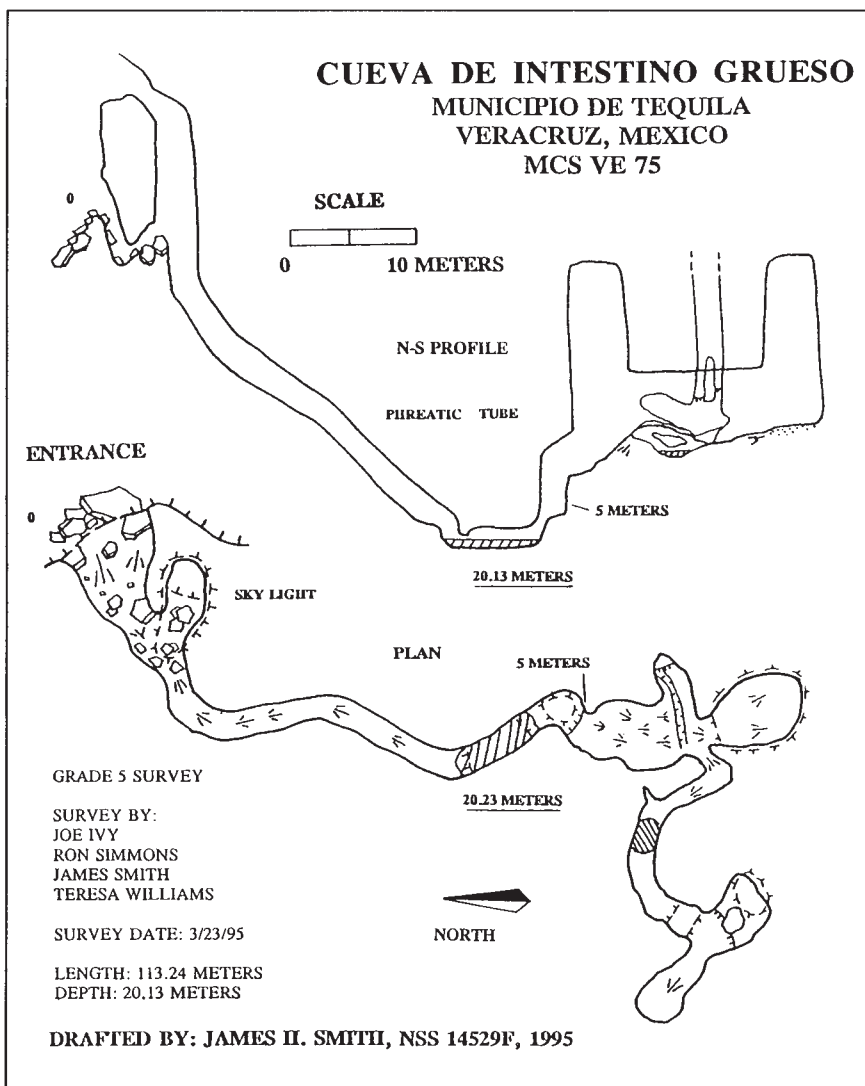 CUEVA DE INTESTINO GRUESO
MUNICIPIO DE TEQUILA
VERACRUZ, MEXICO
MCS VE 75
0
SCALE
0 10 METERS
N-S PROFILE
PHREATIC TUBE
ENTRANCE
0
5 METERS
20.13 METERS
SKY LIGHT
PLAN
5 METERS
20.23 METERS
GRADE 5 SURVEY
SURVEY BY:
JOE IVY
RON SIMMONS
JAMES SMITH
TERESA WILLIAMS
NORTH
SURVEY DATE: 3/23/95
LENGTH: 113.24 METERS
DEPTH: 20.13 METERS
DRAFTED BY: JAMES H. SMITH, NSS 14529F, 1995